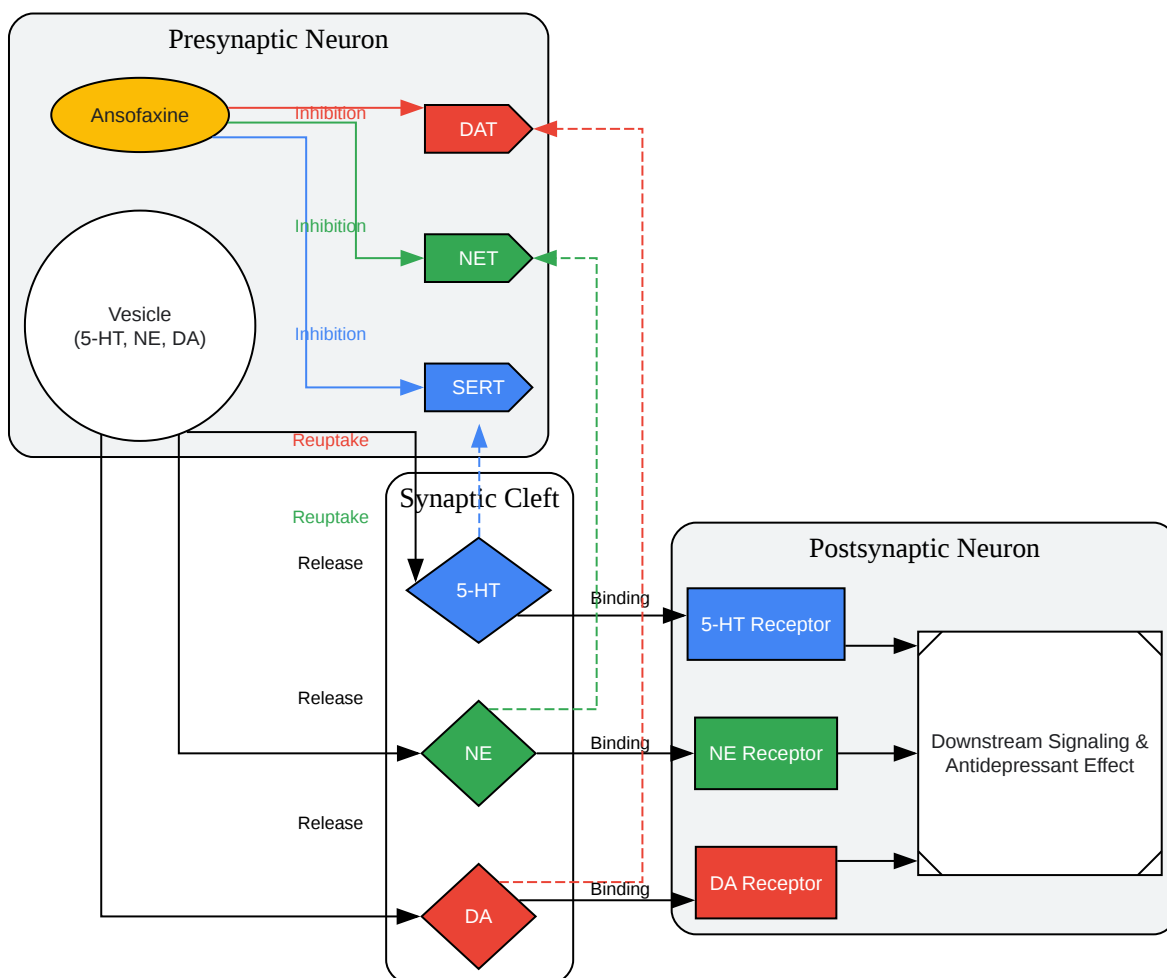 Presynaptic Neuron
Ansofaxine
Inhibition
DAT
Inhibition
NET
Vesicle
(5-HT, NE, DA)
Inhibition
SERT
Reuptake
Synaptic Cleft
Reuptake
Release
5-HT
Binding
Postsynaptic Neuron
5-HT Receptor
Release
NE
Binding
NE Receptor
Downstream Signaling &
Antidepressant Effect
Release
DA
Binding
DA Receptor